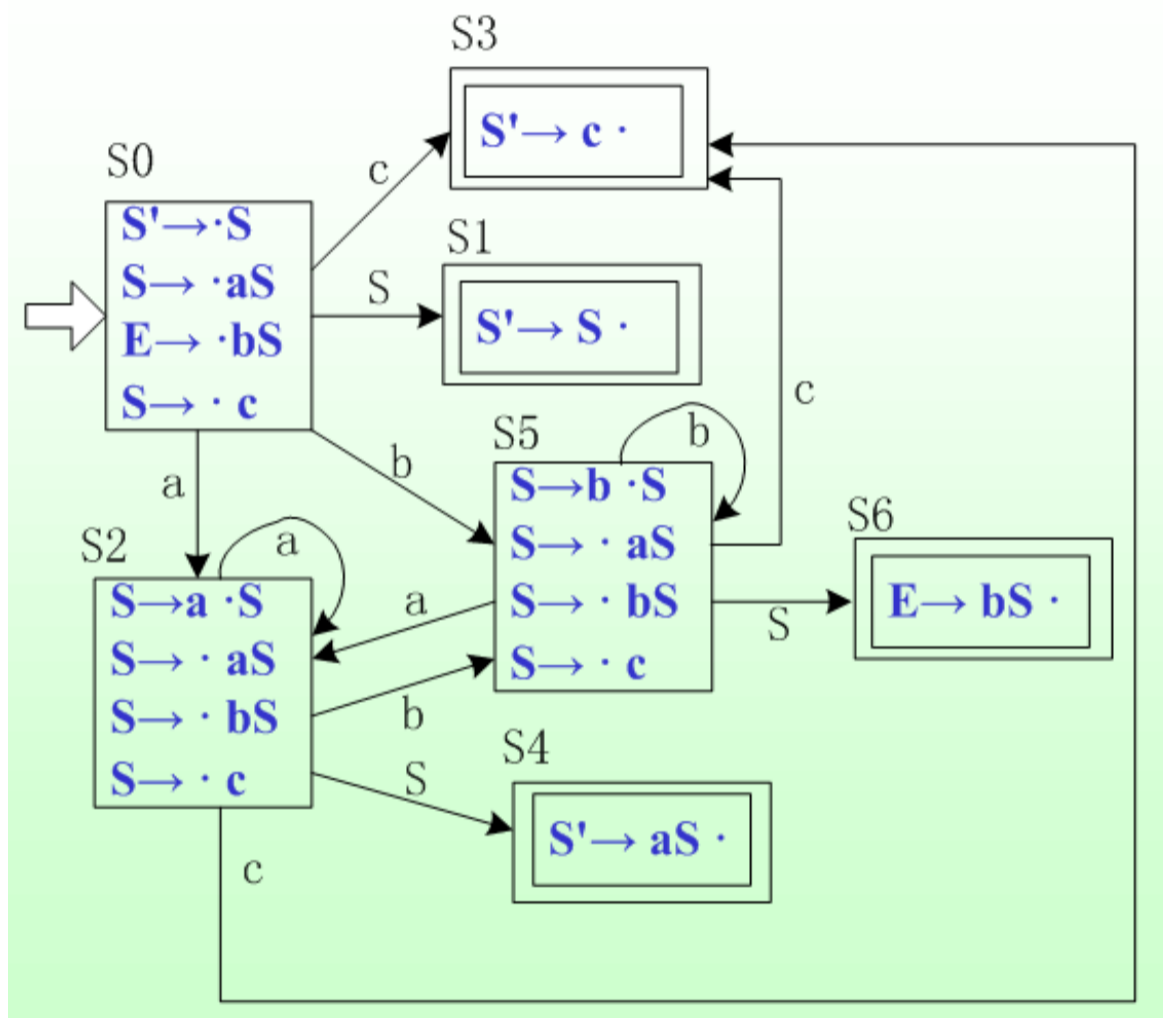 S3
S'→ c ·
S0
c
S'→·S
S→ ·aS
E→ ·bS
S→ · c
S1
S
S'→ S ·
c
S5
b
b
S→b ·S
S→ · aS
S→ · bS
S→ · c
a
S2
a
S→a ·S
S→ · aS
S→ · bS
S→ · c
a
b
S6
E→ bS ·
S
S4
S
S'→ aS ·
c